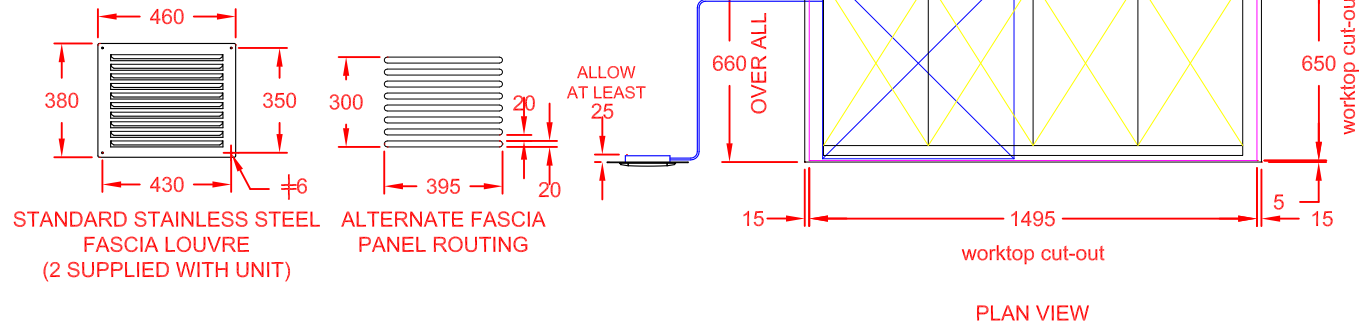 460
380
350
430
ǂ6
STANDARD STAINLESS STEEL
FASCIA LOUVRE
(2 SUPPLIED WITH UNIT)
300
20
20
395
ALTERNATE FASCIA
PANEL ROUTING
ALLOW
AT LEAST
25
660
OVER ALL
650
worktop cut-out
5
15
1495
15
worktop cut-out
PLAN VIEW